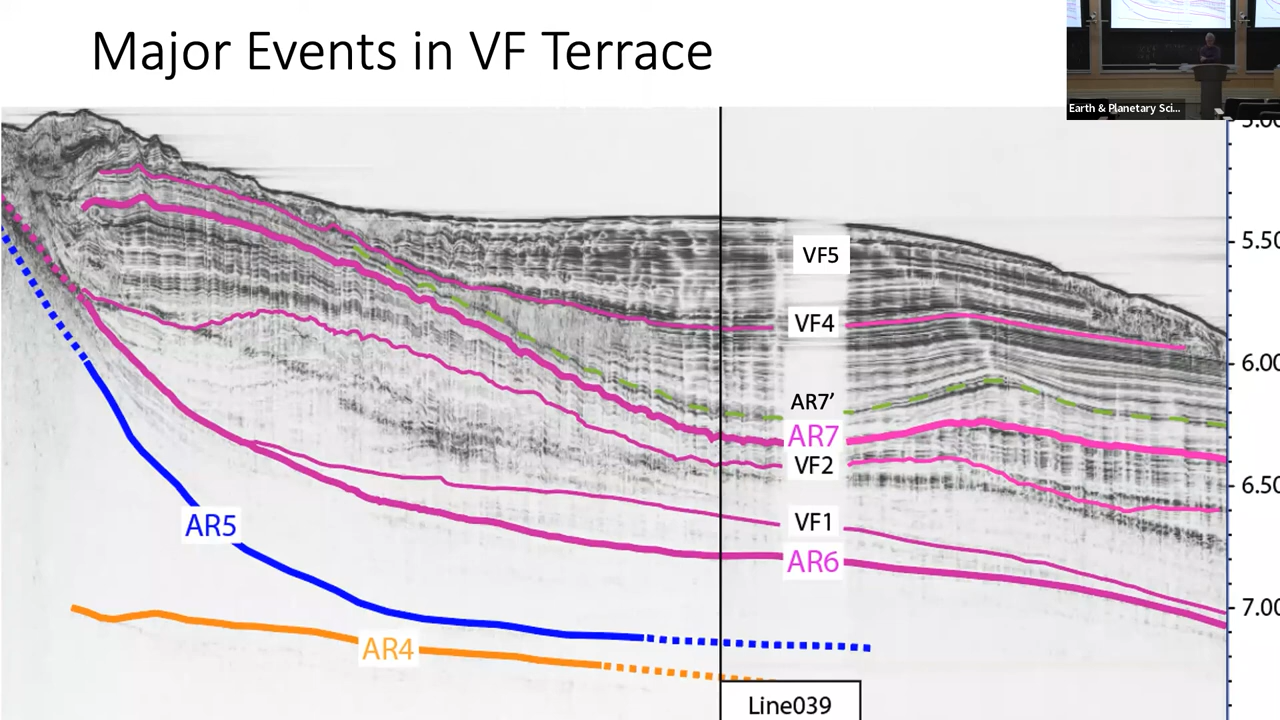 Major Events in VF Terrace
Earth & Planetary Sci...
5.50
VF5
VF4
6.00
AR7’
AR7
VF2
6.50
VF1
AR5
AR6
7.00
AR4
Line039